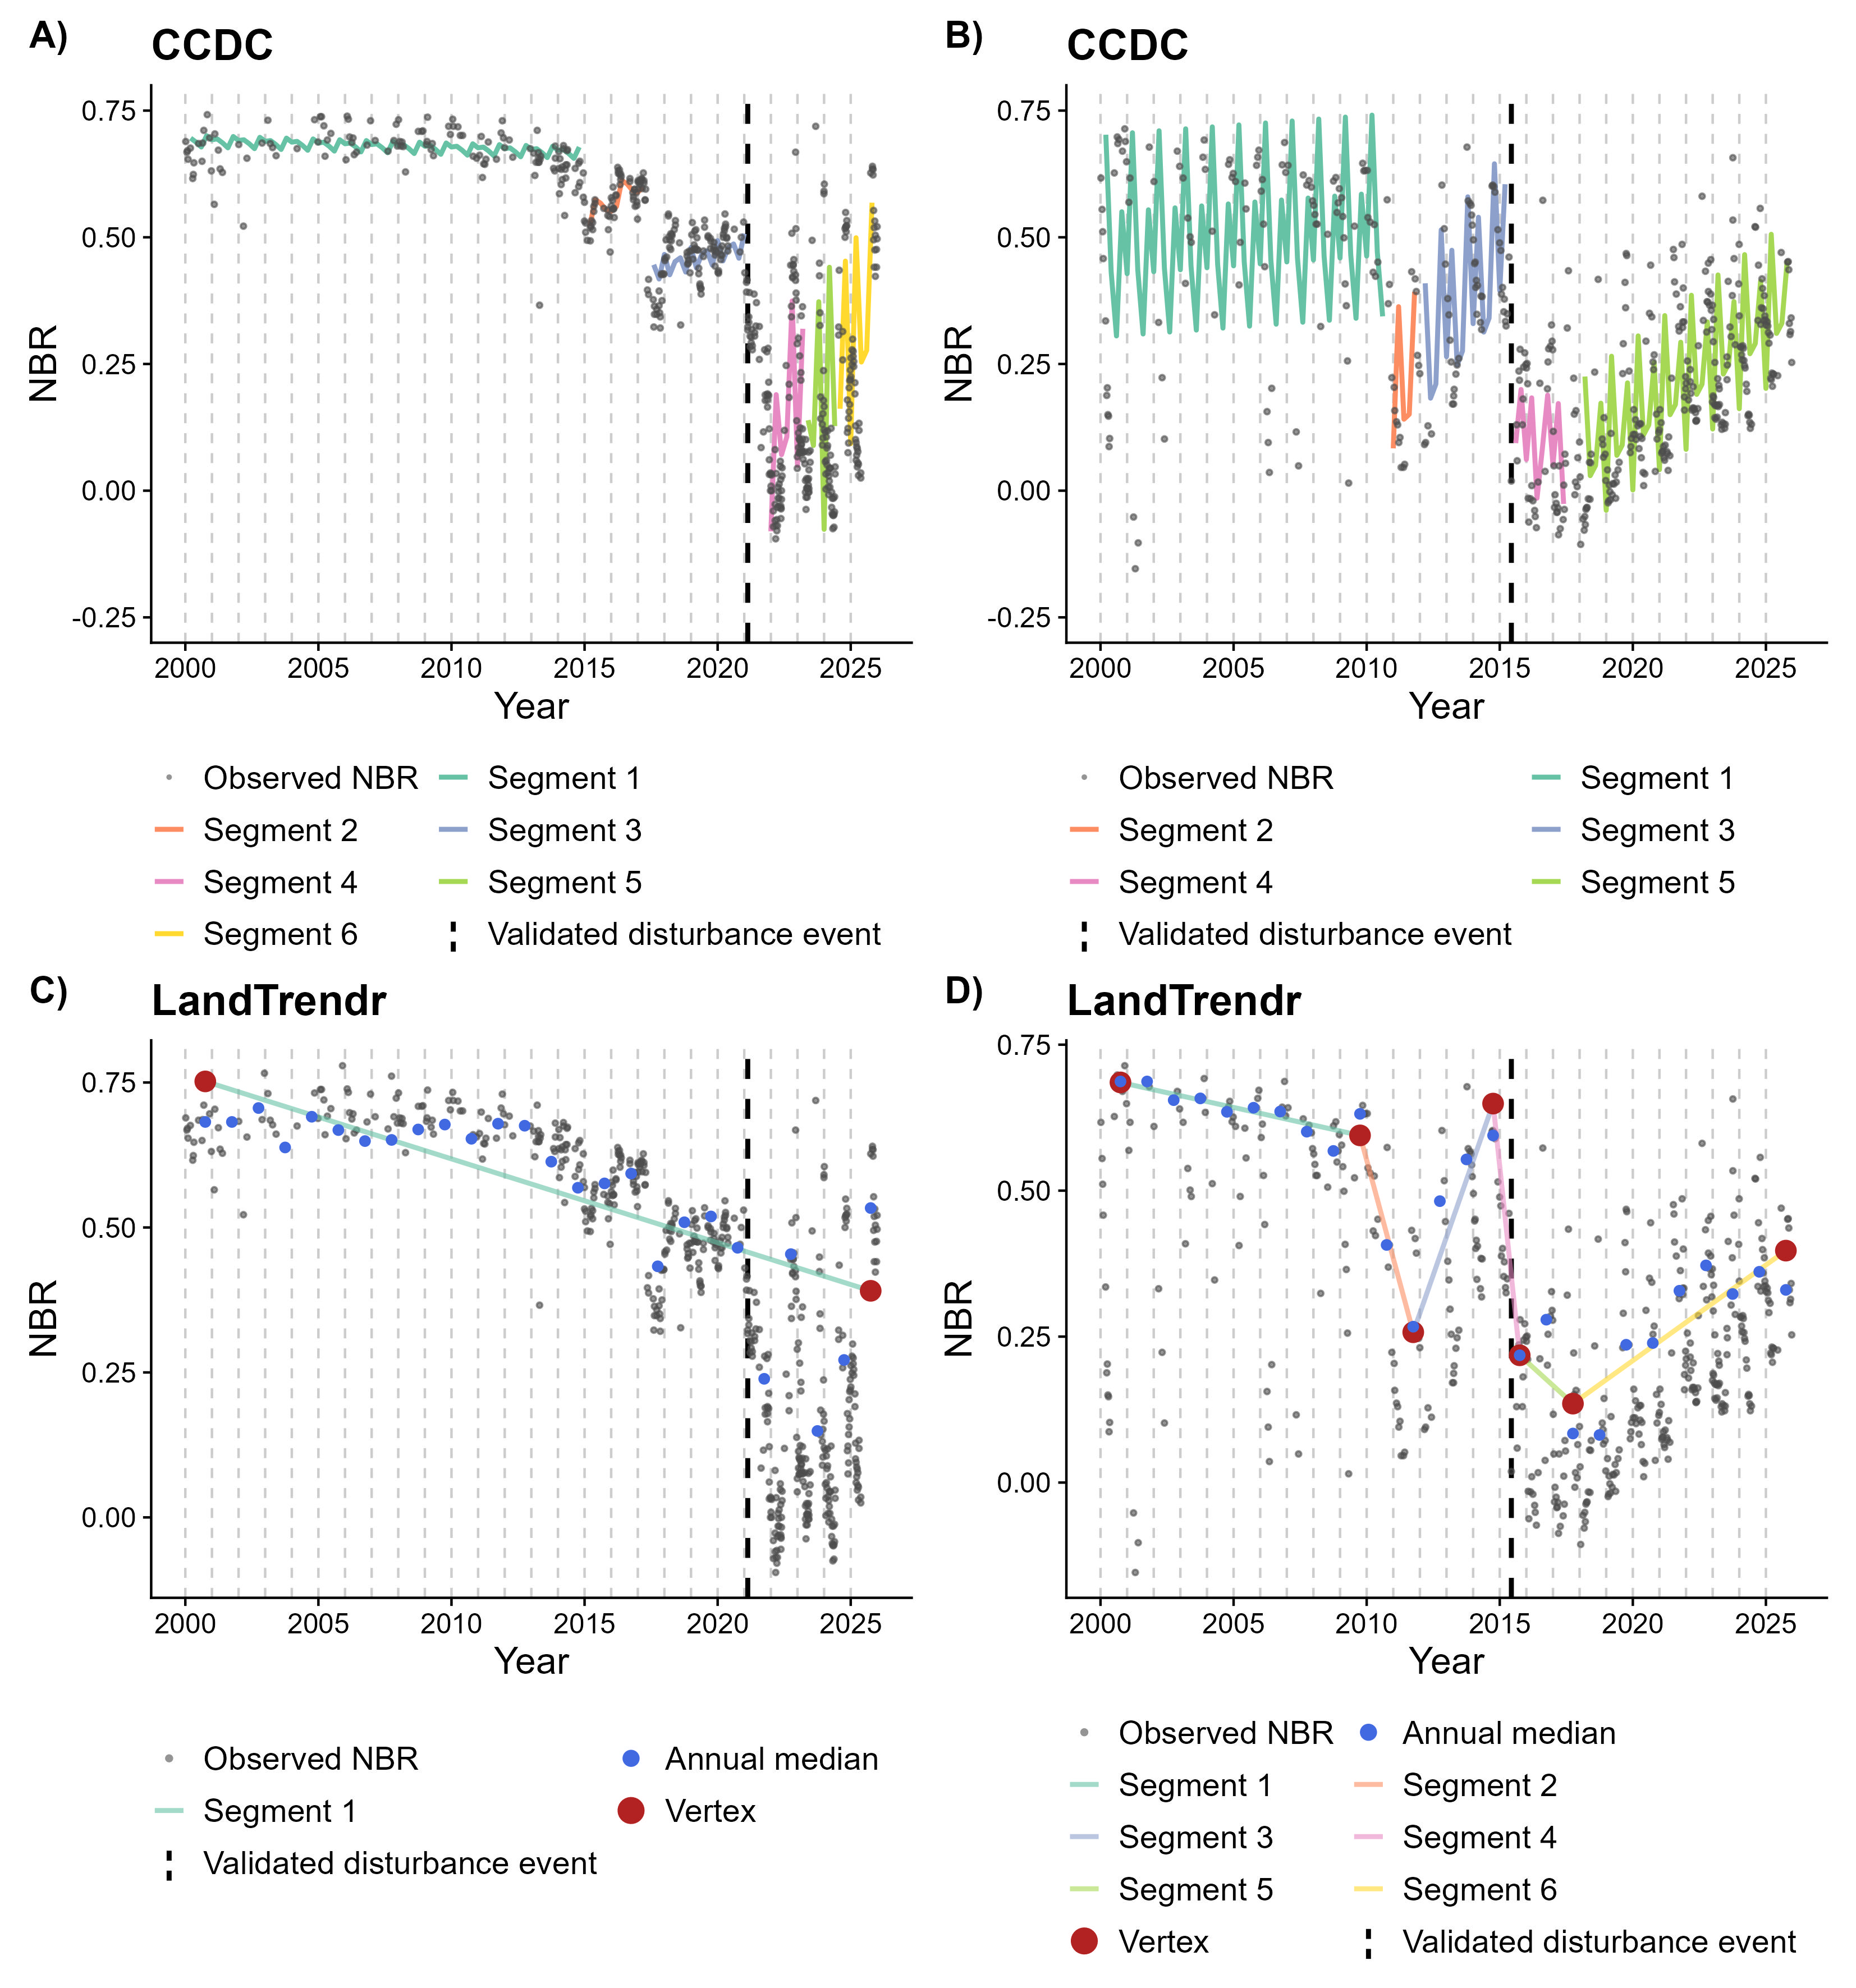 A)
CCDC
NBR
0.75
0.50
0.25
0.00
-0.25
2000 2005 2010 2015 2020 2025
Year
Observed NBR Segment 1
Segment 2 Segment 3
Segment 4 Segment 5
Segment 6 Validated disturbance event
B)
CCDC
NBR
0.75
0.50
0.25
0.00
-0.25
2000 2005 2010 2015 2020 2025
Year
Observed NBR Segment 1
Segment 2 Segment 3
Segment 4 Segment 5
Validated disturbance event
C)
LandTrendr
NBR
0.75
0.50
0.25
0.00
2000 2005 2010 2015 2020 2025
Year
Observed NBR Annual median
Segment 1 Vertex
Validated disturbance event
D)
LandTrendr
NBR
0.75
0.50
0.25
0.00
2000 2005 2010 2015 2020 2025
Year
Observed NBR Annual median
Segment 1 Segment 2
Segment 3 Segment 4
Segment 5 Segment 6
Vertex Validated disturbance event